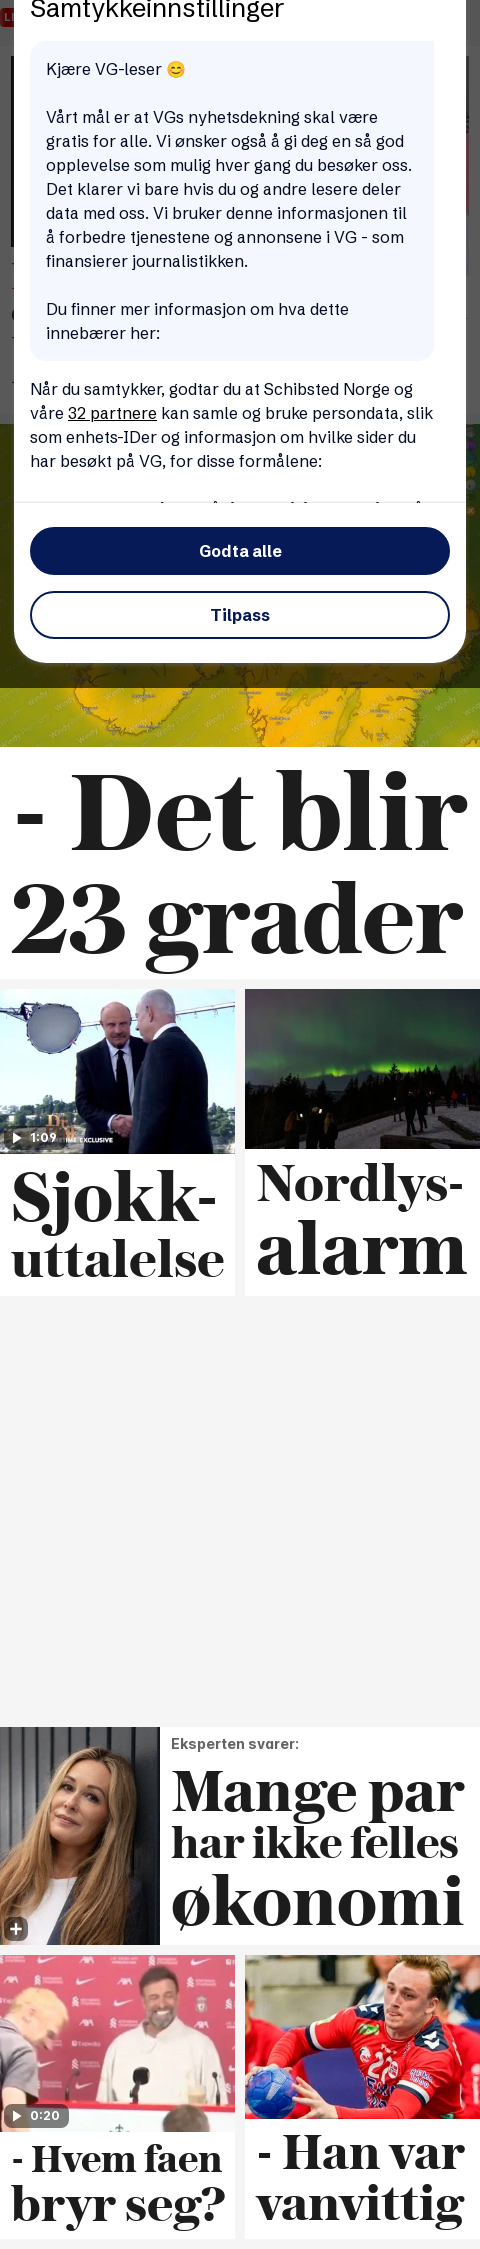 Samtykkeinnstillinger
Kjære VG-leser 😊
Vårt mål er at VGs nyhetsdekning skal være
gratis for alle. Vi ønsker også å gi deg en så god
opplevelse som mulig hver gang du besøker oss.
Det klarer vi bare hvis du og andre lesere deler
data med oss. Vi bruker denne informasjonen til
å forbedre tjenestene og annonsene i VG - som
finansierer journalistikken.
Du finner mer informasjon om hva dette
innebærer her:
Når du samtykker, godtar du at Schibsted Norge og
våre 32 partnere kan samle og bruke persondata, slik
som enhets-IDer og informasjon om hvilke sider du
har besøkt på VG, for disse formålene:
Godta alle
Tilpass
- Det blir
23 grader
1:09
Sjokk-
uttalelse
Nordlys-
alarm
Eksperten svarer:
Mange par
har ikke felles
økonomi
0:20
- Hvem faen
bryr seg?
- Han var
vanvittig